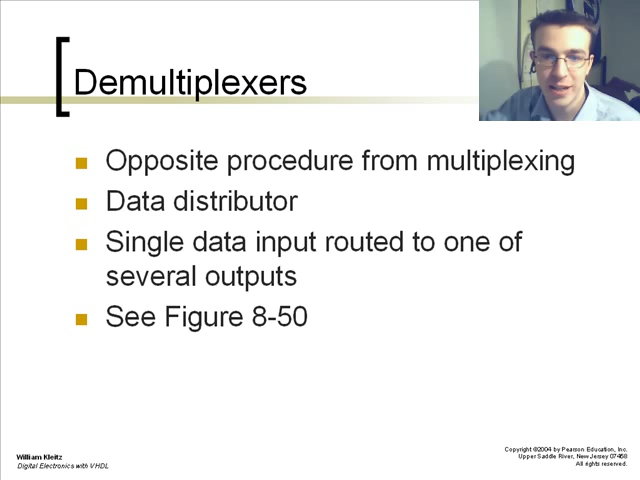 Demultiplexers
Opposite procedure from multiplexing
Data distributor
Single data input routed to one of
several outputs
See Figure 8-50
William Kleitz
Digital Electronics with VHDL
Copyright ©2004 by Pearson Education, Inc.
Upper Saddle River, New Jersey 07458
All rights reserved.